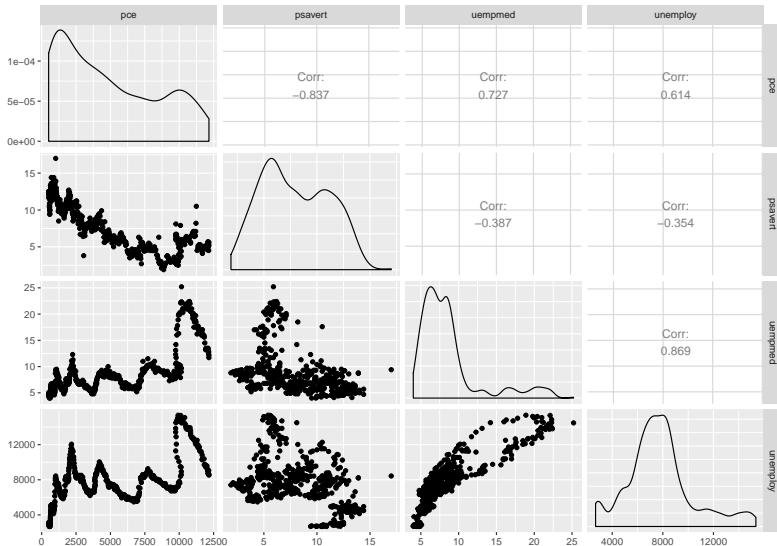 pce
psavert
uempmed
unemploy
1e−04
5e−05
0e+00
Corr:
−0.837
Corr:
0.727
Corr:
0.614
pce
15
10
5
Corr:
−0.387
Corr:
−0.354
psavert
25
20
15
10
5
Corr:
0.869
uempmed
12000
8000
4000
unemploy
0 2500 5000 7500 10000 12500
5 10 15
5 10 15 20 25
4000 8000 12000